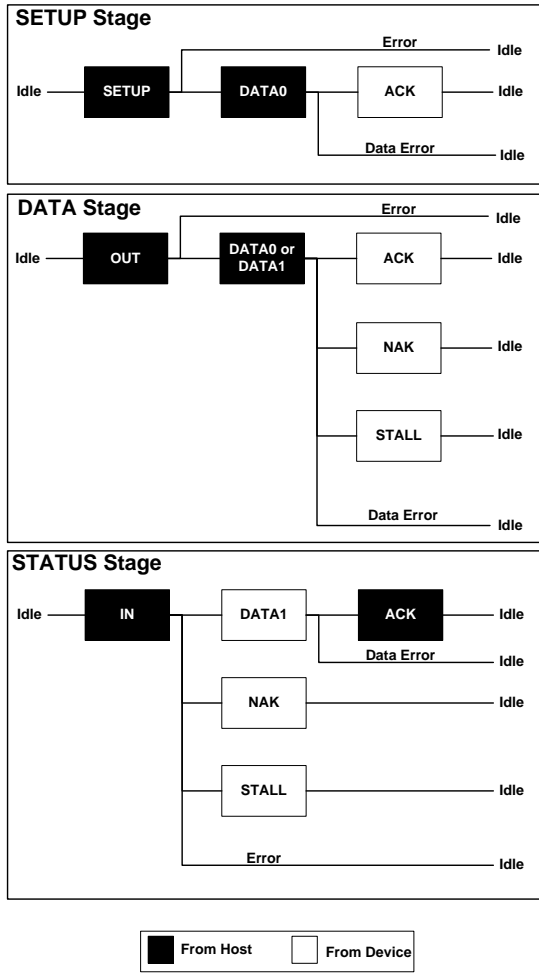 SETUP Stage
Error
Idle
Idle
SETUP
DATA0
ACK
Idle
Data Error
Idle
DATA Stage
Error
Idle
Idle
OUT
DATA0 or
DATA1
ACK
Idle
NAK
Idle
STALL
Idle
Data Error
Idle
STATUS Stage
Idle
IN
DATA1
ACK
Idle
Data Error
Idle
NAK
Idle
STALL
Idle
Error
Idle
From Host
From Device